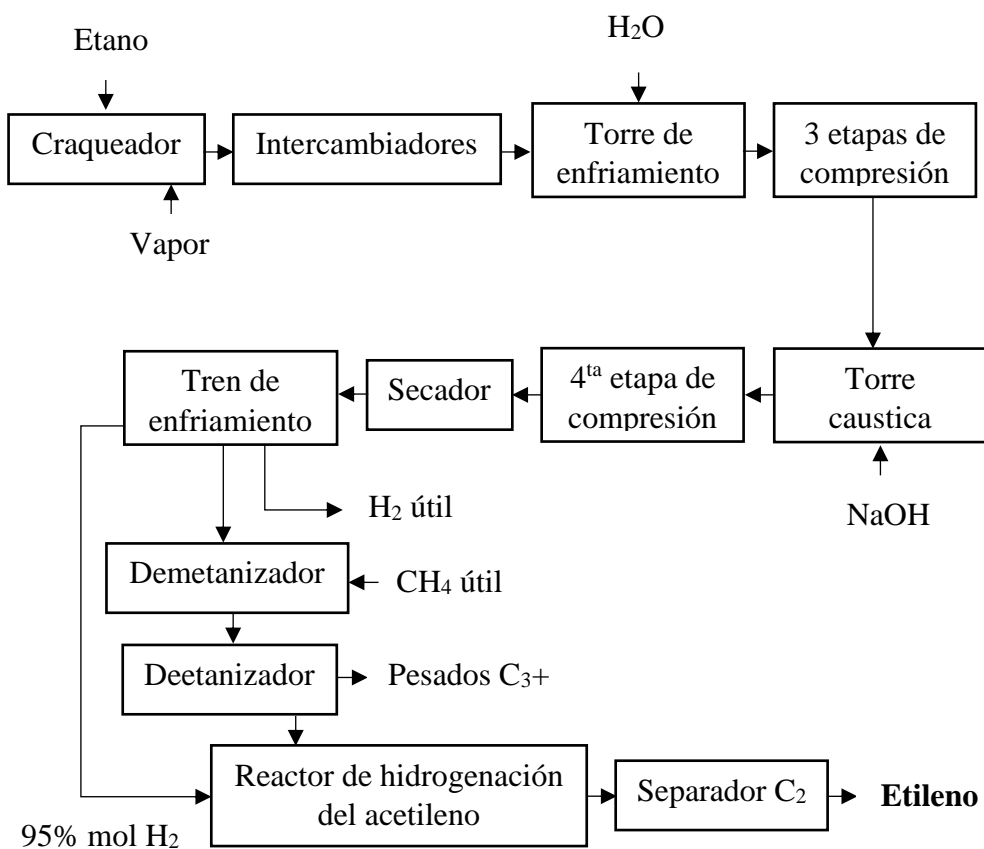 Etano
H₂O
Craqueador
Intercambiadores
Torre de
enfriamiento
3 etapas de
compresión
Vapor
Tren de
enfriamiento
Secador
4ta etapa de
compresión
Torre
caustica
H₂ útil
NaOH
Demetanizador
CH₄ útil
Deetanizador
Pesados C₃+
Reactor de hidrogenación
del acetileno
Separador C₂
Etileno
95% mol H₂